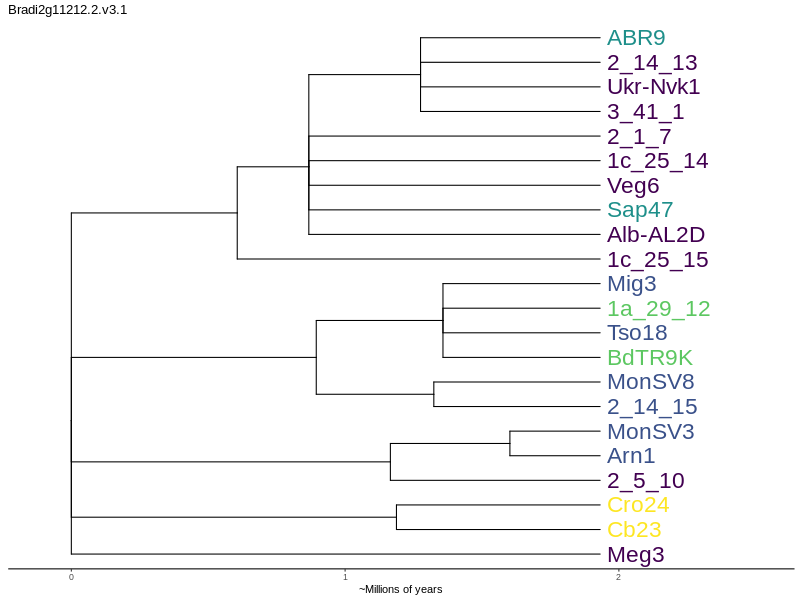 Bradi2g11212.2.v3.1
ABR9
2_14_13
Ukr-Nvk1
3_41_1
2_1_7
1c_25_14
Veg6
Sap47
Alb-AL2D
1c_25_15
Mig3
1a_29_12
Tso18
BdTR9K
MonSV8
2_14_15
MonSV3
Arn1
2_5_10
Cro24
Cb23
Meg3
0 1 2
~Millions of years